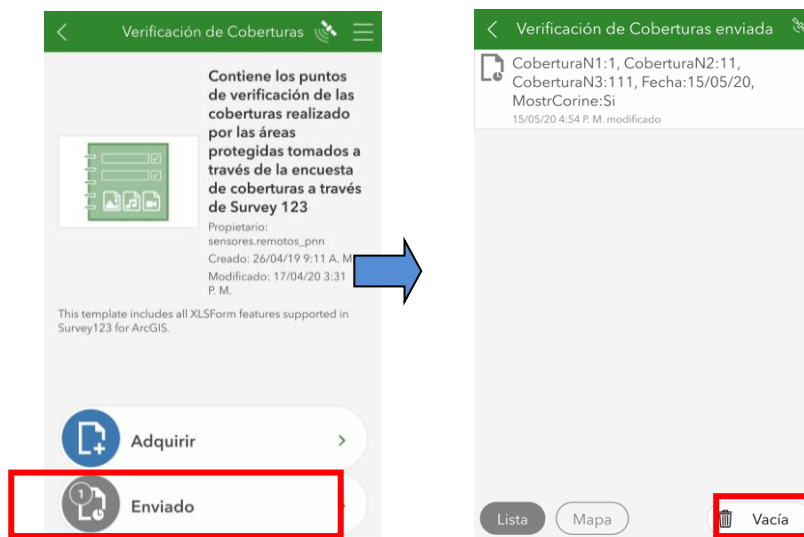 Verificación de Coberturas
Contiene los puntos
de verificación de las
coberturas realizado
por las áreas
protegidas tomados a
través de la encuesta
de coberturas a través
de Survey 123
Propietario:
sensores.remotos_pnn
Creado: 26/04/19 9:11 A. M.
Modificado: 17/04/20 3:31
P. M.
This template includes all XLSForm features supported in
Survey123 for ArcGIS.
Adquirir
1
Enviado
Verificación de Coberturas enviada
CoberturaN1:1, CoberturaN2:11,
CoberturaN3:111, Fecha:15/05/20,
MostrCorine:Si
15/05/20 4:54 P. M. modificado
Lista
Mapa
Vacía